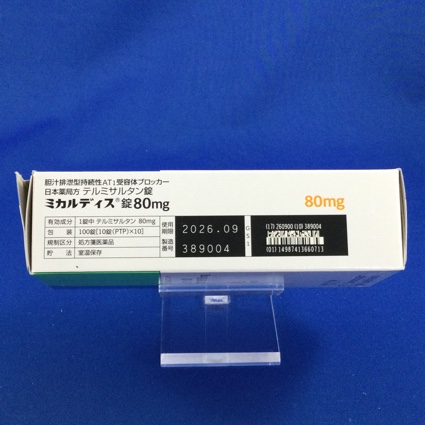 胆汁排泄型持続性AT₁受容体ブロッカー
日本薬局方 テルミサルタン錠
ミカルディス®錠80mg
80mg
有効成分 1錠中 テルミサルタン 80mg
包装 100錠[10錠(PTP)×10]
規制区分 処方箋医薬品
貯法 室温保存
使用期限 2026.09
製造番号 389004
GS1
(17) 260900 (10) 389004
(01) 14987413660713